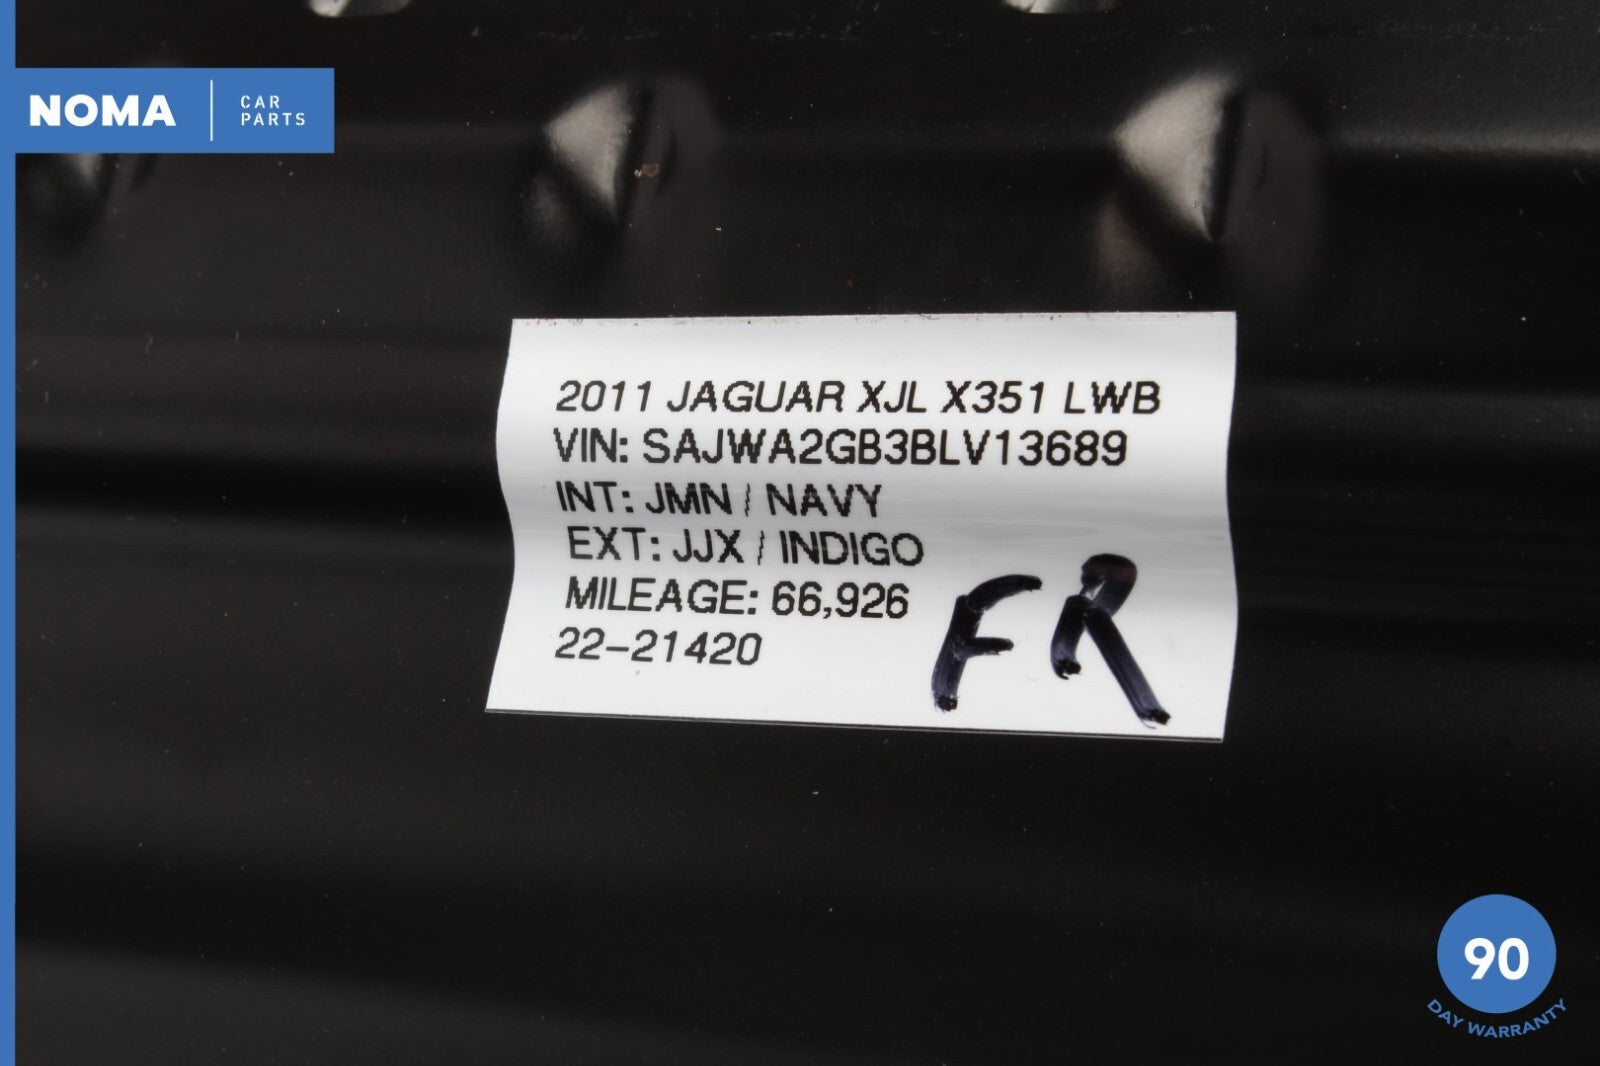 NOMA
CAR
PARTS
2011 JAGUAR XJL X351 LWB
VIN: SAJWA2GB3BLV13689
INT: JMN / NAVY
EXT: JJX / INDIGO
MILEAGE: 66,926
22-21420
FR
90
DAY WARRANTY